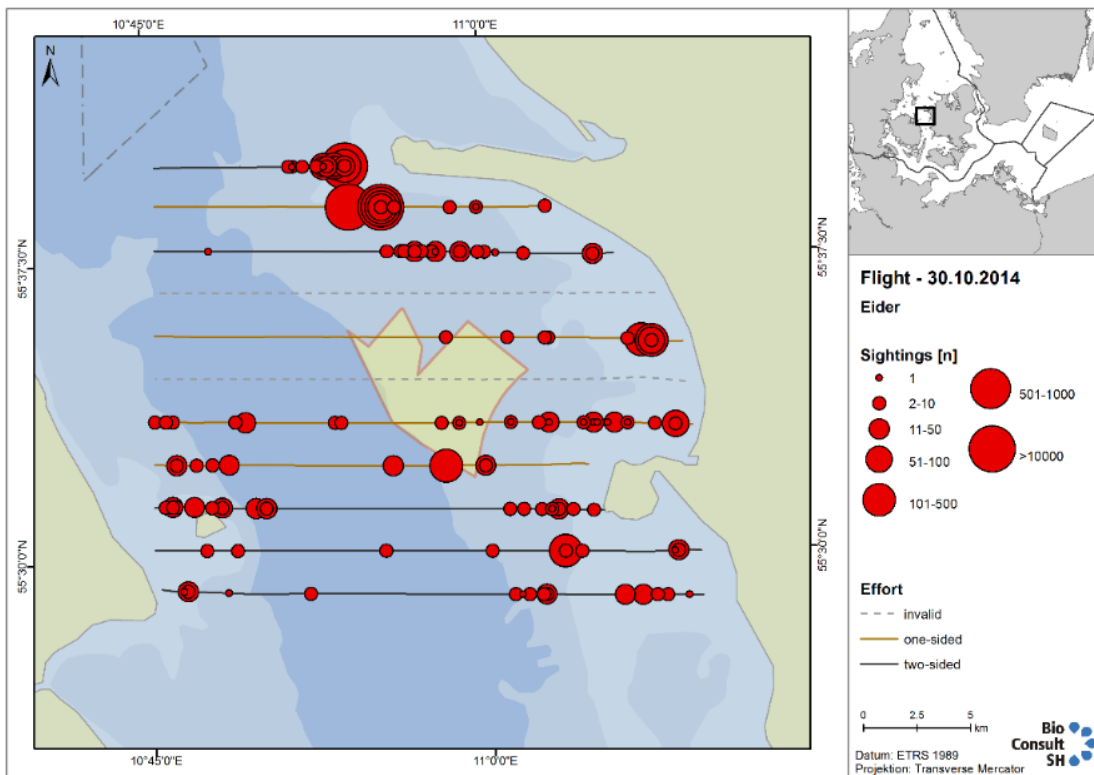 10°45'0"E
11°0'0"E
N
55°37'30"N
55°37'30"N
55°30'0"N
55°30'0"N
10°45'0"E
11°0'0"E
Flight - 30.10.2014
Eider
Sightings [n]
1
2-10
11-50
51-100
101-500
501-1000
>10000
Effort
invalid
one-sided
two-sided
0 2.5 5
km
Datum: ETRS 1989
Projektion: Transverse Mercator
Bio
Consult
SH